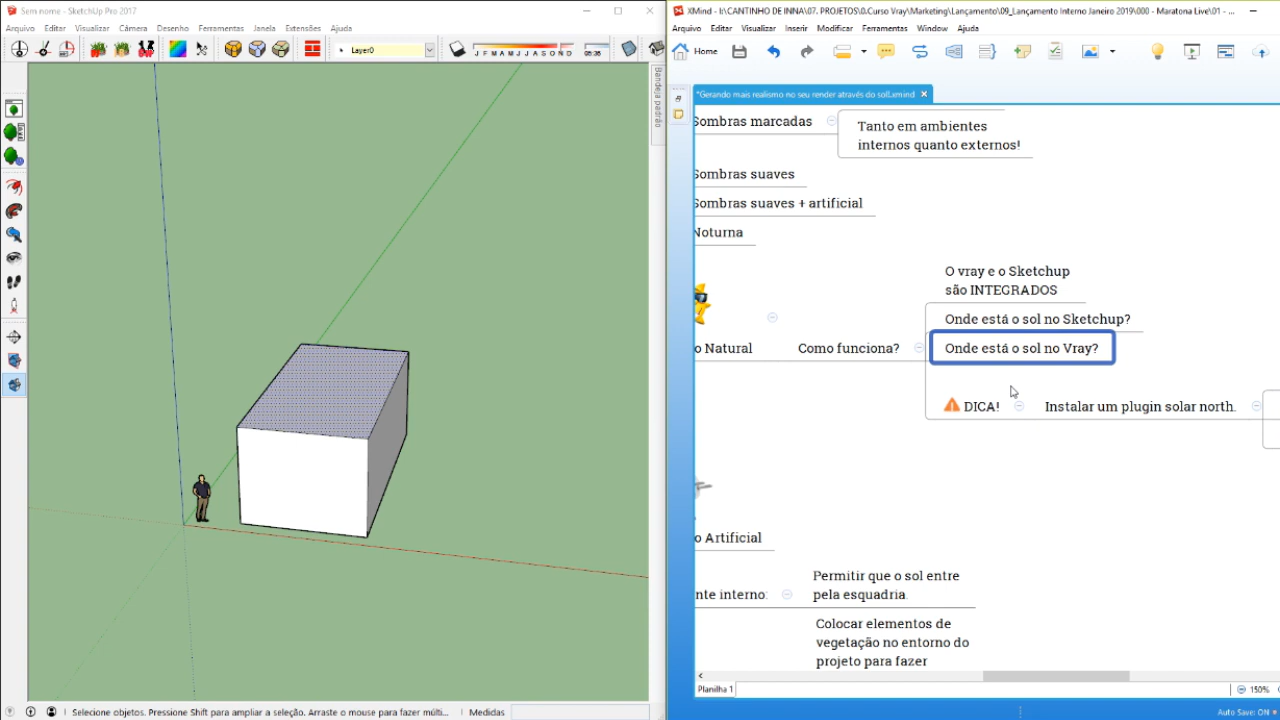 Sem nome - SketchUp Pro 2017
Arquivo Editar Visualizar Câmera Desenho Ferramentas Janela Extensões Ajuda
Layer0
J F M A M J J A S O N D
Bandeja padrão
Selecione objetos. Pressione Shift para ampliar a seleção. Arraste o mouse para fazer múlti...
Medidas
XMind - I:\CANTINHO DE INNA\07. PROJETOS\0.Curso Vray\Marketing\Lançamento\09_Lançamento Interno Janeiro 2019\000 - Maratona Live\01 - ...
Arquivo Editar Visualizar Inserir Modificar Ferramentas Window Ajuda
Home
*Gerando mais realismo no seu render através do sol.xmind
Sombras marcadas
Tanto em ambientes
internos quanto externos!
Sombras suaves
Sombras suaves + artificial
Noturna
O vray e o Sketchup
são INTEGRADOS
Onde está o sol no Sketchup?
o Natural
Como funciona?
Onde está o sol no Vray?
DICA!
Instalar um plugin solar north.
o Artificial
nte interno:
Permitir que o sol entre
pela esquadria.
Colocar elementos de
vegetação no entorno do
projeto para fazer
Planilha 1
150%
Auto Save: ON